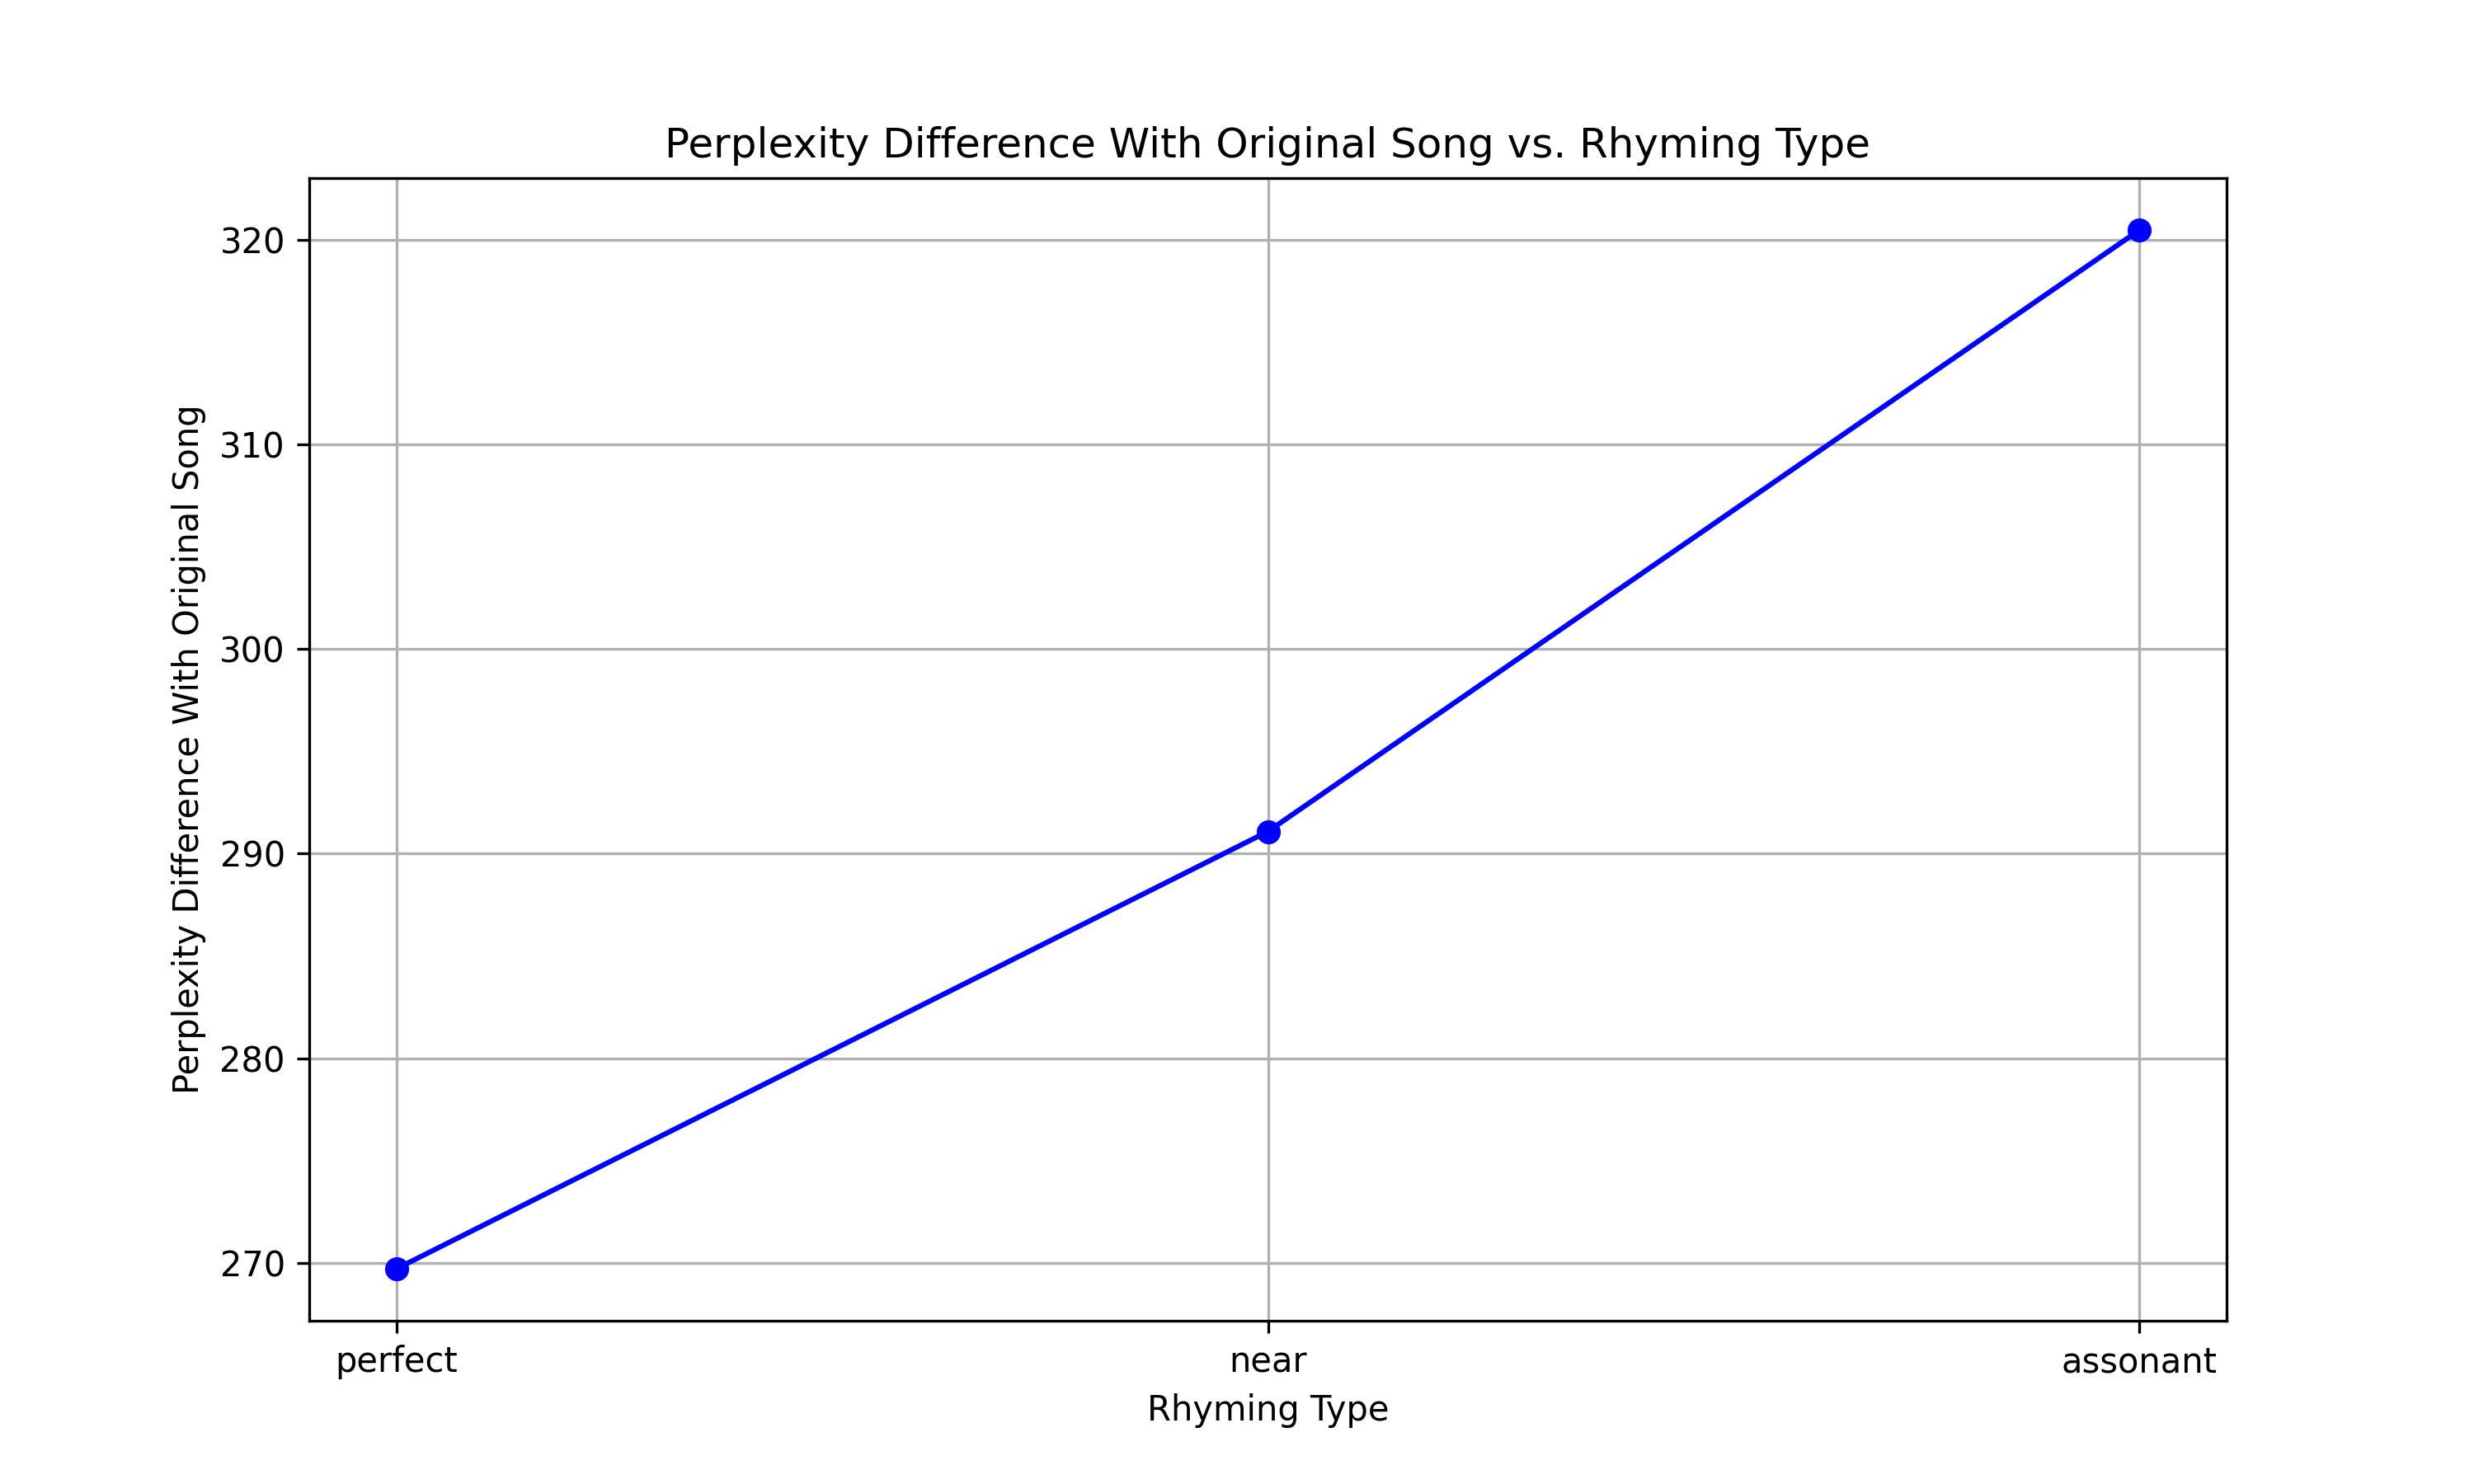 Perplexity Difference With Original Song vs. Rhyming Type
Perplexity Difference With Original Song
320
310
300
290
280
270
perfect
near
assonant
Rhyming Type